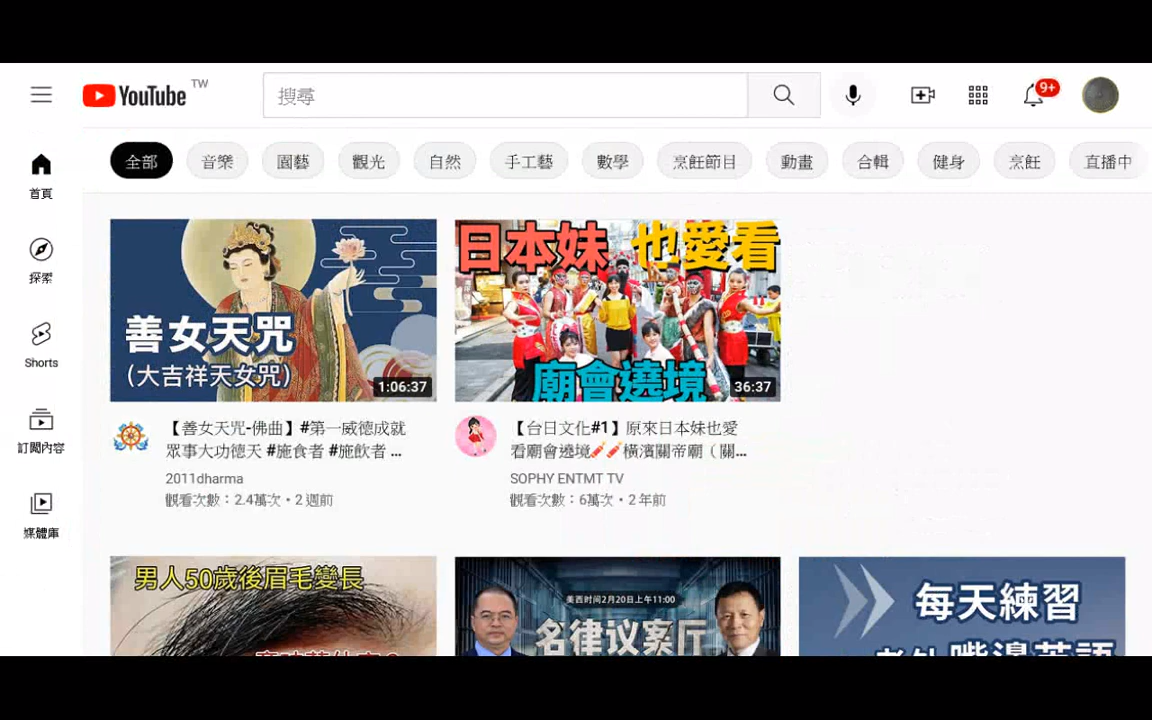 YouTube TW
搜尋
9+
全部 音樂 園藝 觀光 自然 手工藝 數學 烹飪節目 動畫 合輯 健身 烹飪 直播中
首頁
探索
Shorts
訂閱內容
媒體庫
善女天咒
(大吉祥天女咒)
1:06:37
日本妹 也愛看
廟會遶境
36:37
【善女天咒-佛曲】#第一威德成就
眾事大功德天 #施食者 #施飲者 ...
2011dharma
觀看次數：2.4萬次・2 週前
【台日文化#1】原來日本妹也愛
看廟會遶境🧨🧨橫濱關帝廟（關...
SOPHY ENTMT TV
觀看次數：6萬次・2 年前
男人50歲後眉毛變長
美西时间2月20日上午11:00
名律议案厅
每天練習
老外嘴邊英語